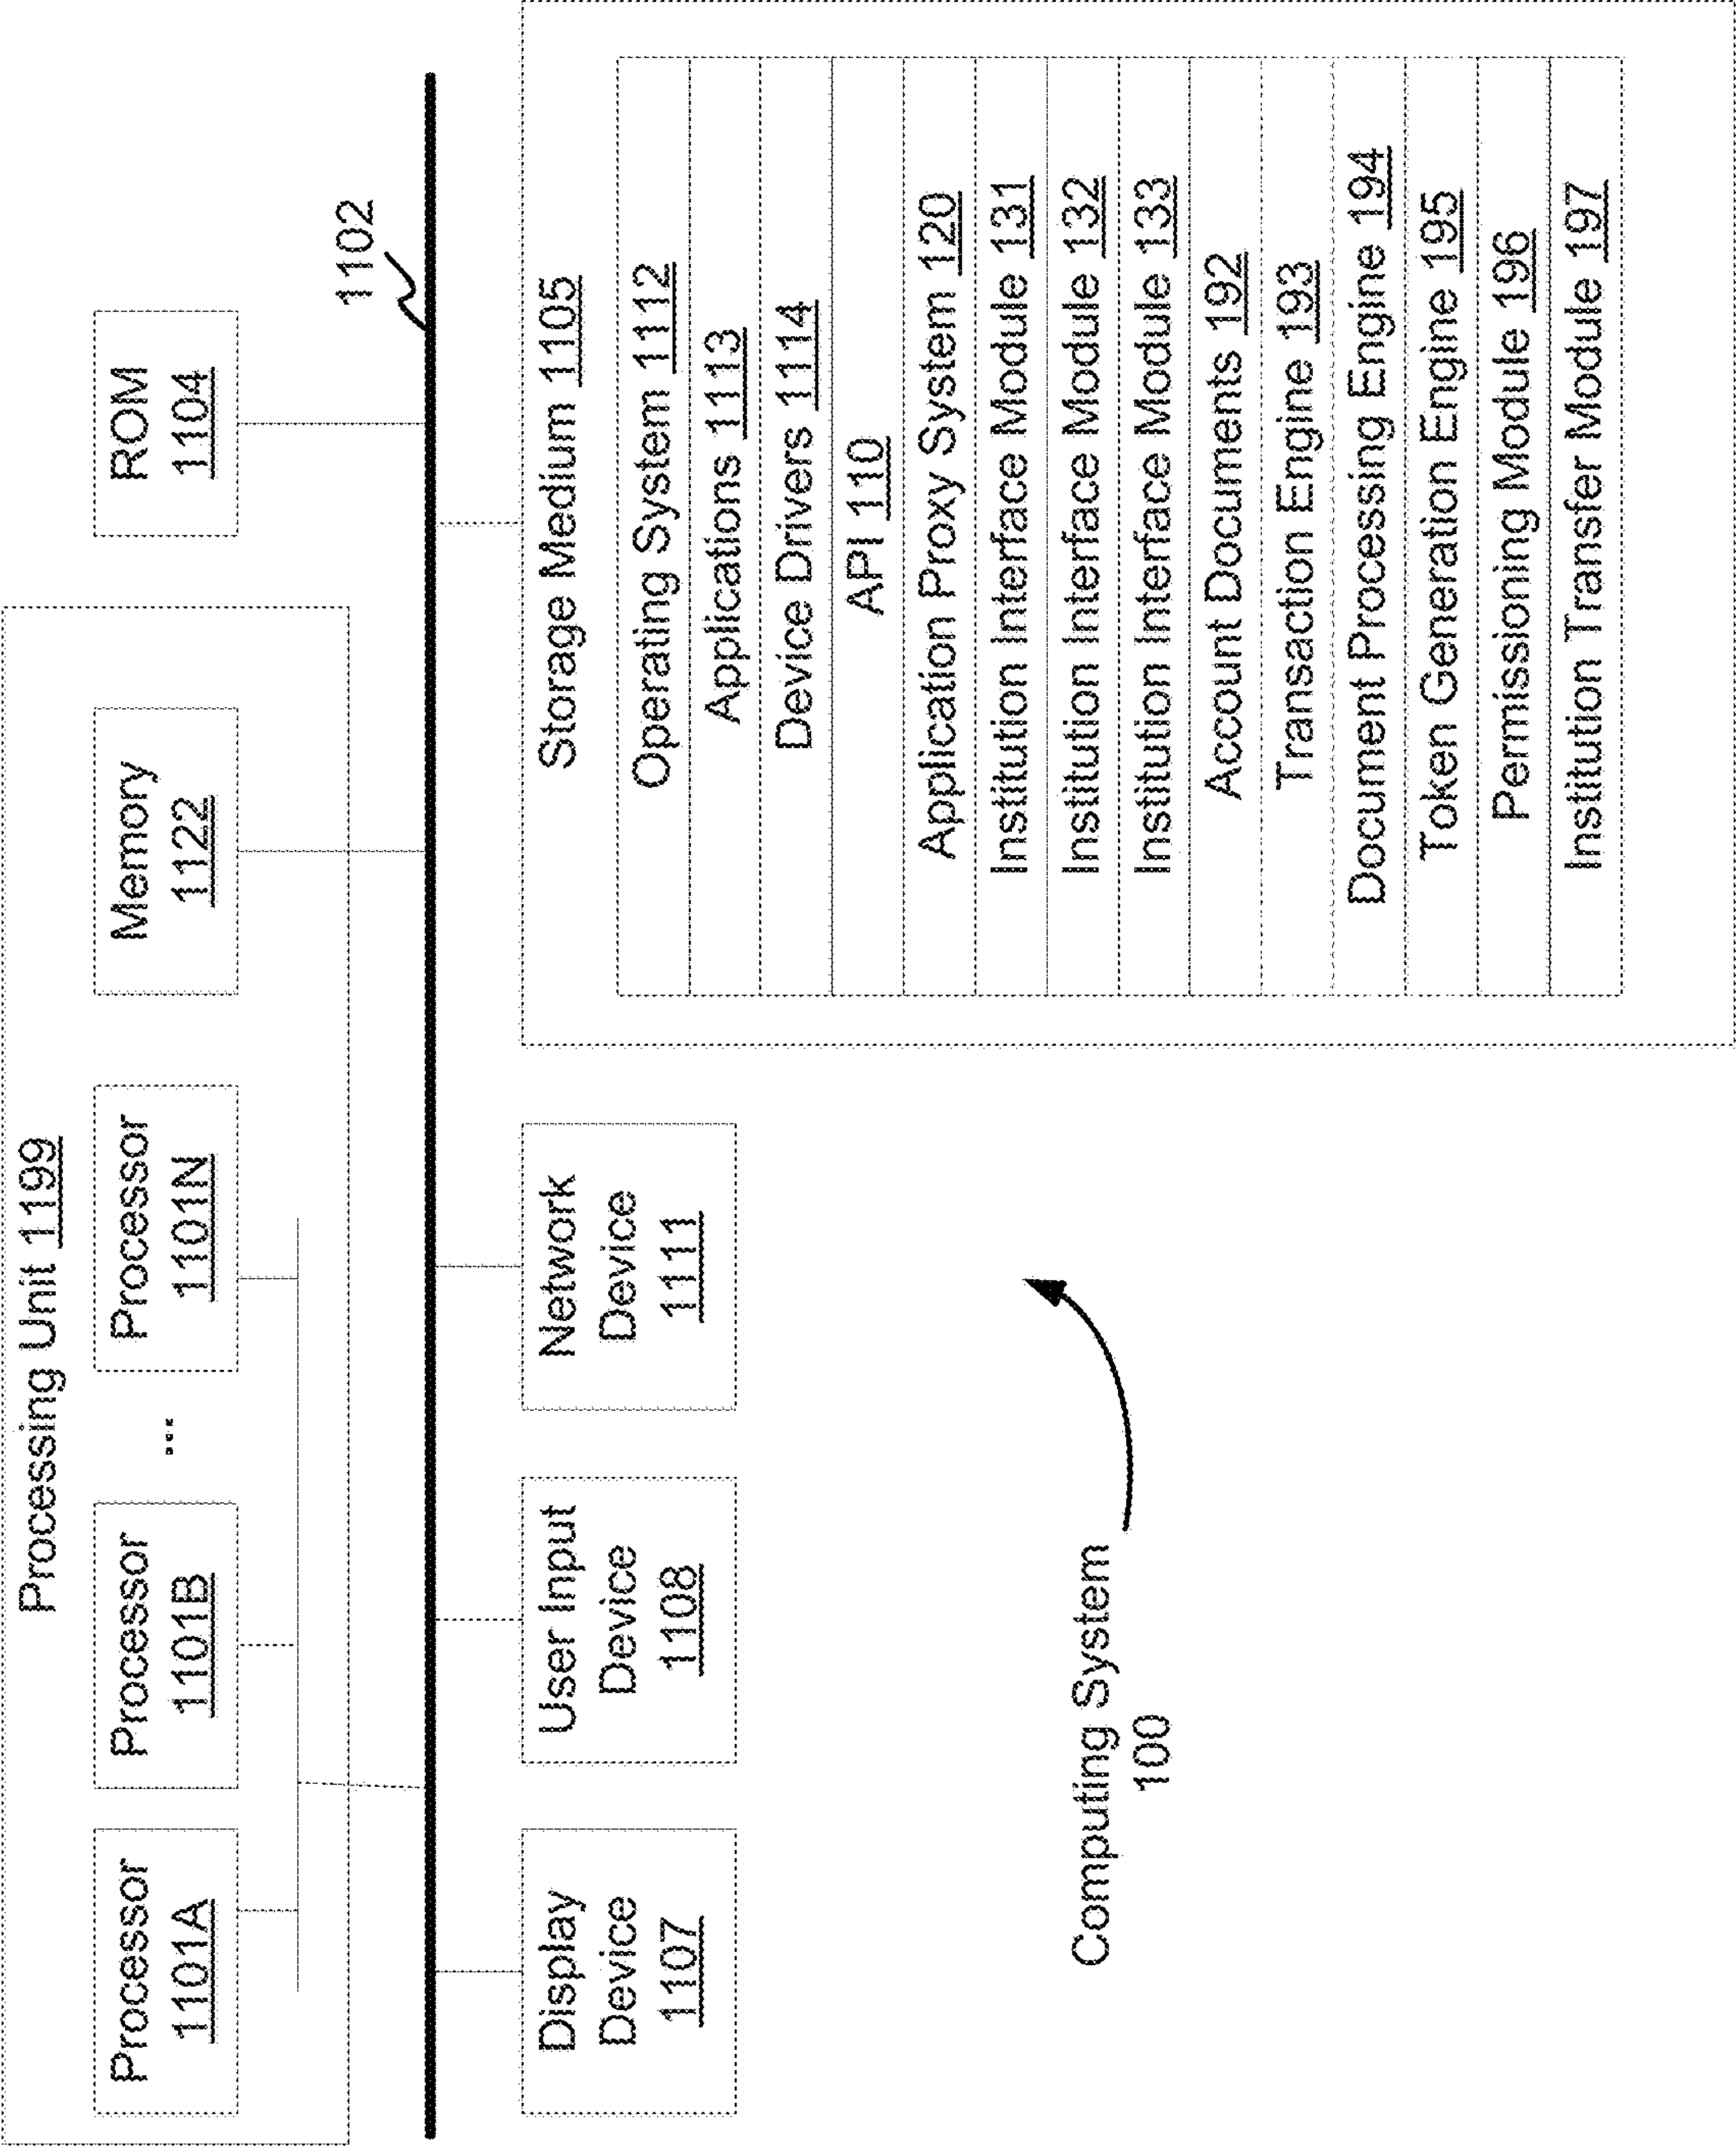 Processing Unit 1199
Processor
1101A
Processor
1101B
...
Processor
1101N
Memory
1122
ROM
1104
1102
Display
Device
1107
User Input
Device
1108
Network
Device
1111
Storage Medium 1105
Operating System 1112
Applications 1113
Device Drivers 1114
API 110
Application Proxy System 120
Institution Interface Module 131
Institution Interface Module 132
Institution Interface Module 133
Account Documents 192
Transaction Engine 193
Document Processing Engine 194
Token Generation Engine 195
Permissioning Module 196
Institution Transfer Module 197
Computing System
100